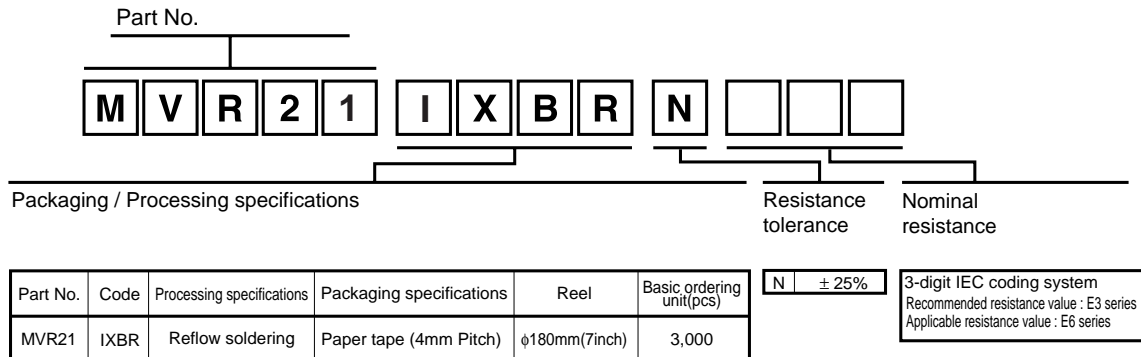 Part No.
M V R 2 1 I X B R N
Packaging / Processing specifications
Resistance tolerance
Nominal resistance
Part No. Code Processing specifications Packaging specifications Reel Basic ordering unit(pcs)
MVR21 IXBR Reflow soldering Paper tape (4mm Pitch) φ180mm(7inch) 3,000
N ± 25%
3-digit IEC coding system
Recommended resistance value : E3 series
Applicable resistance value : E6 series